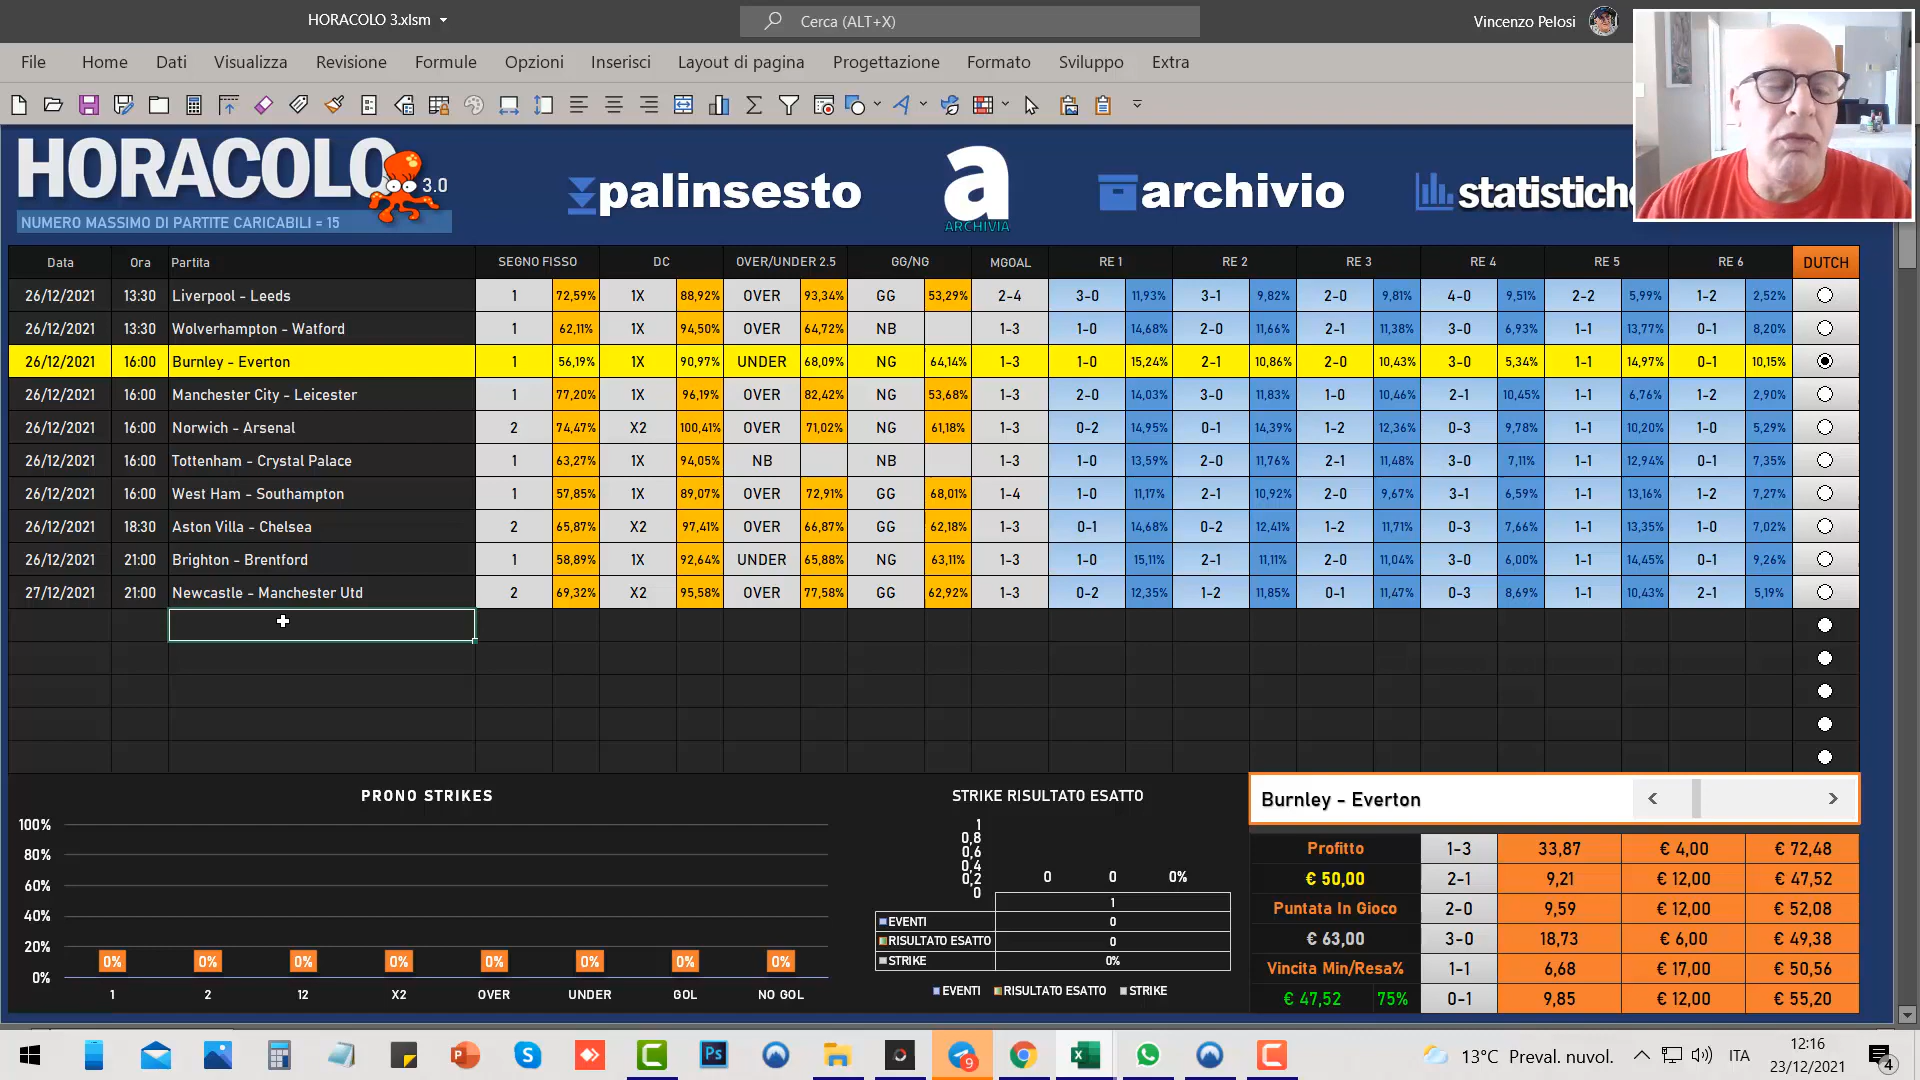 HORACOLO 3.xlsm
Cerca (ALT+X)
Vincenzo Pelosi
File Home Dati Visualizza Revisione Formule Opzioni Inserisci Layout di pagina Progettazione Formato Sviluppo Extra
HORACOLO 3.0
NUMERO MASSIMO DI PARTITE CARICABILI = 15
palinsesto
a
ARCHIVIA
archivio
statistiche
Data Ora Partita SEGNO FISSO DC OVER/UNDER 2.5 GG/NG MGOAL RE 1 RE 2 RE 3 RE 4 RE 5 RE 6 DUTCH
26/12/2021 13:30 Liverpool - Leeds 1 72,59% 1X 88,92% OVER 93,34% GG 53,29% 2-4 3-0 11,93% 3-1 9,82% 2-0 9,81% 4-0 9,51% 2-2 5,99% 1-2 2,52%
26/12/2021 13:30 Wolverhampton - Watford 1 62,11% 1X 94,50% OVER 64,72% NB 1-3 1-0 14,68% 2-0 11,66% 2-1 11,38% 3-0 6,93% 1-1 13,77% 0-1 8,20%
26/12/2021 16:00 Burnley - Everton 1 56,19% 1X 90,97% UNDER 68,09% NG 64,14% 1-3 1-0 15,24% 2-1 10,86% 2-0 10,43% 3-0 5,34% 1-1 14,97% 0-1 10,15%
26/12/2021 16:00 Manchester City - Leicester 1 77,20% 1X 96,19% OVER 82,42% NG 53,68% 1-3 2-0 14,03% 3-0 11,83% 1-0 10,46% 2-1 10,45% 1-1 6,76% 1-2 2,90%
26/12/2021 16:00 Norwich - Arsenal 2 74,47% X2 100,41% OVER 71,02% NG 61,18% 1-3 0-2 14,95% 0-1 14,39% 1-2 12,36% 0-3 9,78% 1-1 10,20% 1-0 5,29%
26/12/2021 16:00 Tottenham - Crystal Palace 1 63,27% 1X 94,05% NB NB 1-3 1-0 13,59% 2-0 11,76% 2-1 11,48% 3-0 7,11% 1-1 12,94% 0-1 7,35%
26/12/2021 16:00 West Ham - Southampton 1 57,85% 1X 89,07% OVER 72,91% GG 68,01% 1-4 1-0 11,17% 2-1 10,92% 2-0 9,67% 3-1 6,59% 1-1 13,16% 1-2 7,27%
26/12/2021 18:30 Aston Villa - Chelsea 2 65,87% X2 97,41% OVER 66,87% GG 62,18% 1-3 0-1 14,68% 0-2 12,41% 1-2 11,71% 0-3 7,66% 1-1 13,35% 1-0 7,02%
26/12/2021 21:00 Brighton - Brentford 1 58,89% 1X 92,64% UNDER 65,88% NG 63,11% 1-3 1-0 15,11% 2-1 11,11% 2-0 11,04% 3-0 6,00% 1-1 14,45% 0-1 9,26%
27/12/2021 21:00 Newcastle - Manchester Utd 2 69,32% X2 95,58% OVER 77,58% GG 62,92% 1-3 0-2 12,35% 1-2 11,85% 0-1 11,47% 0-3 8,69% 1-1 10,43% 2-1 5,19%
PRONO STRIKES
100%
80%
60%
40%
20%
0%
0% 0% 0% 0% 0% 0% 0% 0%
1 2 12 X2 OVER UNDER GOL NO GOL
STRIKE RISULTATO ESATTO
1
0,8
0,6
0,4
0,2
0
0 0 0%
1
EVENTI 0
RISULTATO ESATTO 0
STRIKE 0%
EVENTI RISULTATO ESATTO STRIKE
Burnley - Everton
Profitto 1-3 33,87 € 4,00 € 72,48
€ 50,00 2-1 9,21 € 12,00 € 47,52
Puntata In Gioco 2-0 9,59 € 12,00 € 52,08
€ 63,00 3-0 18,73 € 6,00 € 49,38
Vincita Min/Resa% 1-1 6,68 € 17,00 € 50,56
€ 47,52 75% 0-1 9,85 € 12,00 € 55,20
9
13°C Preval. nuvol.
ITA
12:16
23/12/2021
4